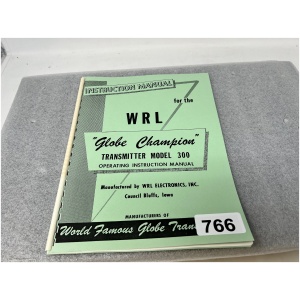 INSTRUCTION MANUAL
for the
WRL
"Globe Champion"
TRANSMITTER MODEL 300
OPERATING INSTRUCTION MANUAL
Manufactured by WRL ELECTRONICS, INC.
Council Bluffs, Iowa
MANUFACTURERS OF
World Famous Globe
766